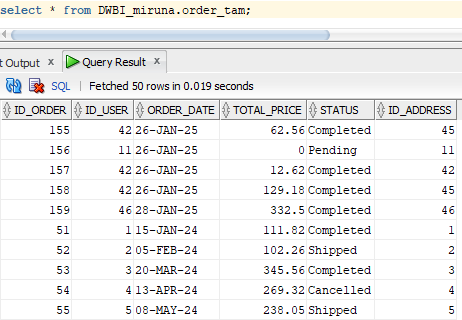 select * from DWBI_miruna.order_tam;
t Output x Query Result x
SQL | Fetched 50 rows in 0.019 seconds
ID_ORDER ID_USER ORDER_DATE TOTAL_PRICE STATUS ID_ADDRESS
155 42 26-JAN-25 62.56 Completed 45
156 11 26-JAN-25 0 Pending 11
157 42 26-JAN-25 12.62 Completed 42
158 42 26-JAN-25 129.18 Completed 45
159 46 28-JAN-25 332.5 Completed 46
51 1 15-JAN-24 111.82 Completed 1
52 2 05-FEB-24 102.26 Shipped 2
53 3 20-MAR-24 345.56 Completed 3
54 4 13-APR-24 269.32 Cancelled 4
55 5 08-MAY-24 238.05 Shipped 5